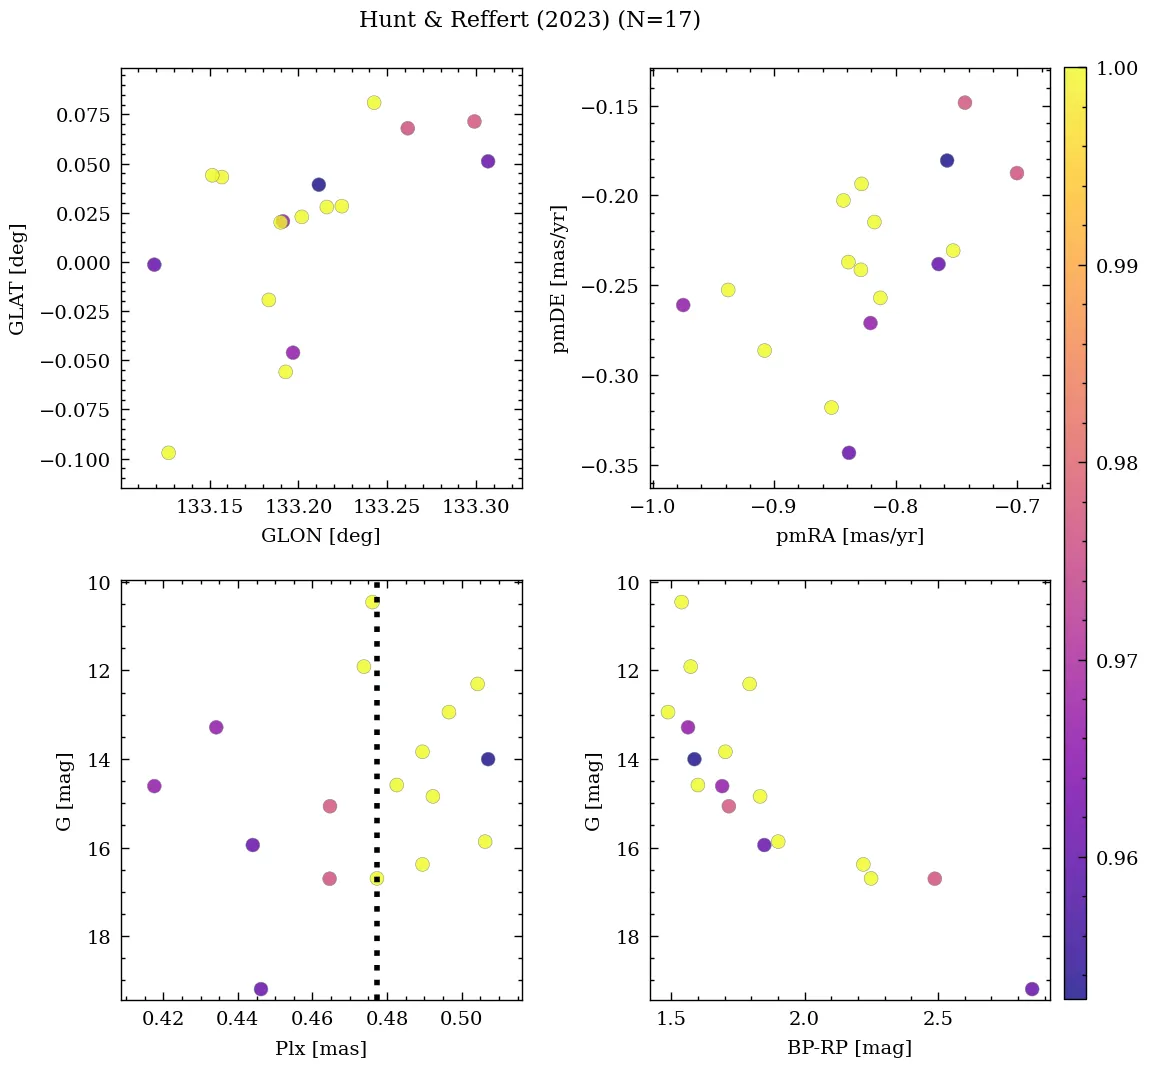 Hunt & Reffert (2023) (N=17)
0.075
0.050
0.025
0.000
−0.025
−0.050
−0.075
−0.100
GLAT [deg]
133.15 133.20 133.25 133.30
GLON [deg]
−0.15
−0.20
−0.25
−0.30
−0.35
pmDE [mas/yr]
−1.0 −0.9 −0.8 −0.7
pmRA [mas/yr]
10
12
14
16
18
G [mag]
0.42 0.44 0.46 0.48 0.50
Plx [mas]
10
12
14
16
18
G [mag]
1.5 2.0 2.5
BP-RP [mag]
1.00
0.99
0.98
0.97
0.96